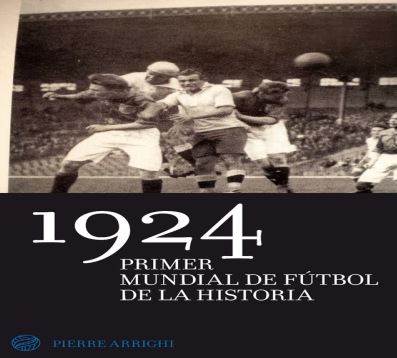 1924
PRIMER
MUNDIAL DE FÚTBOL
DE LA HISTORIA
PIERRE ARRIGHI